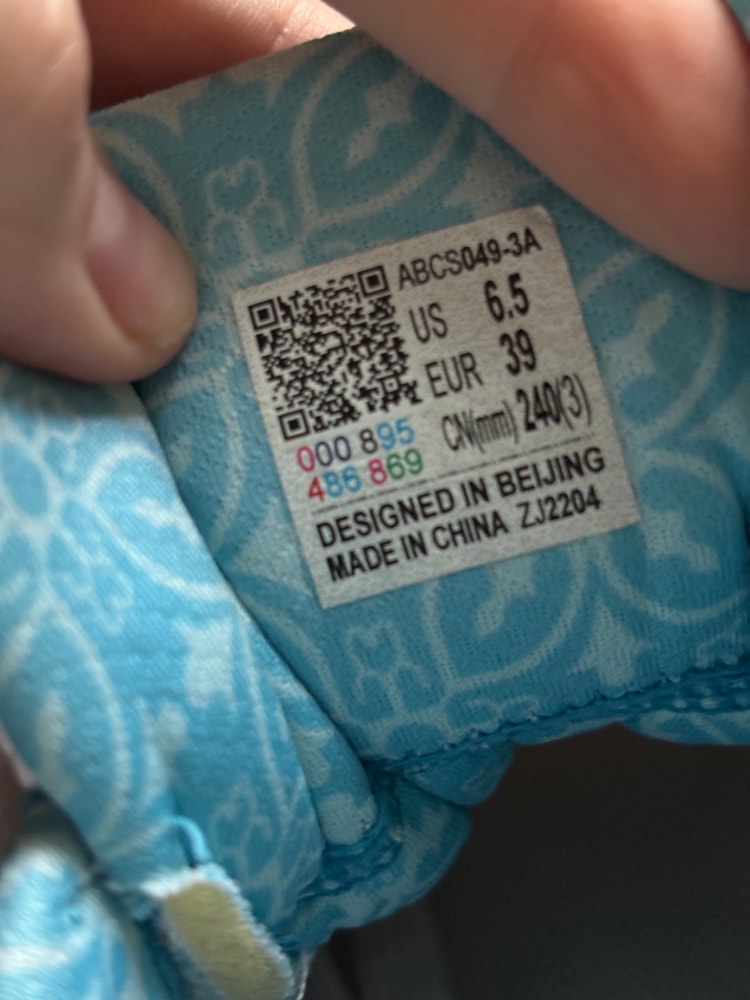 ABCS049-3A
US 6.5
EUR 39
CN(mm) 240(3)
000 895
486 869
DESIGNED IN BEIJING
MADE IN CHINA ZJ2204